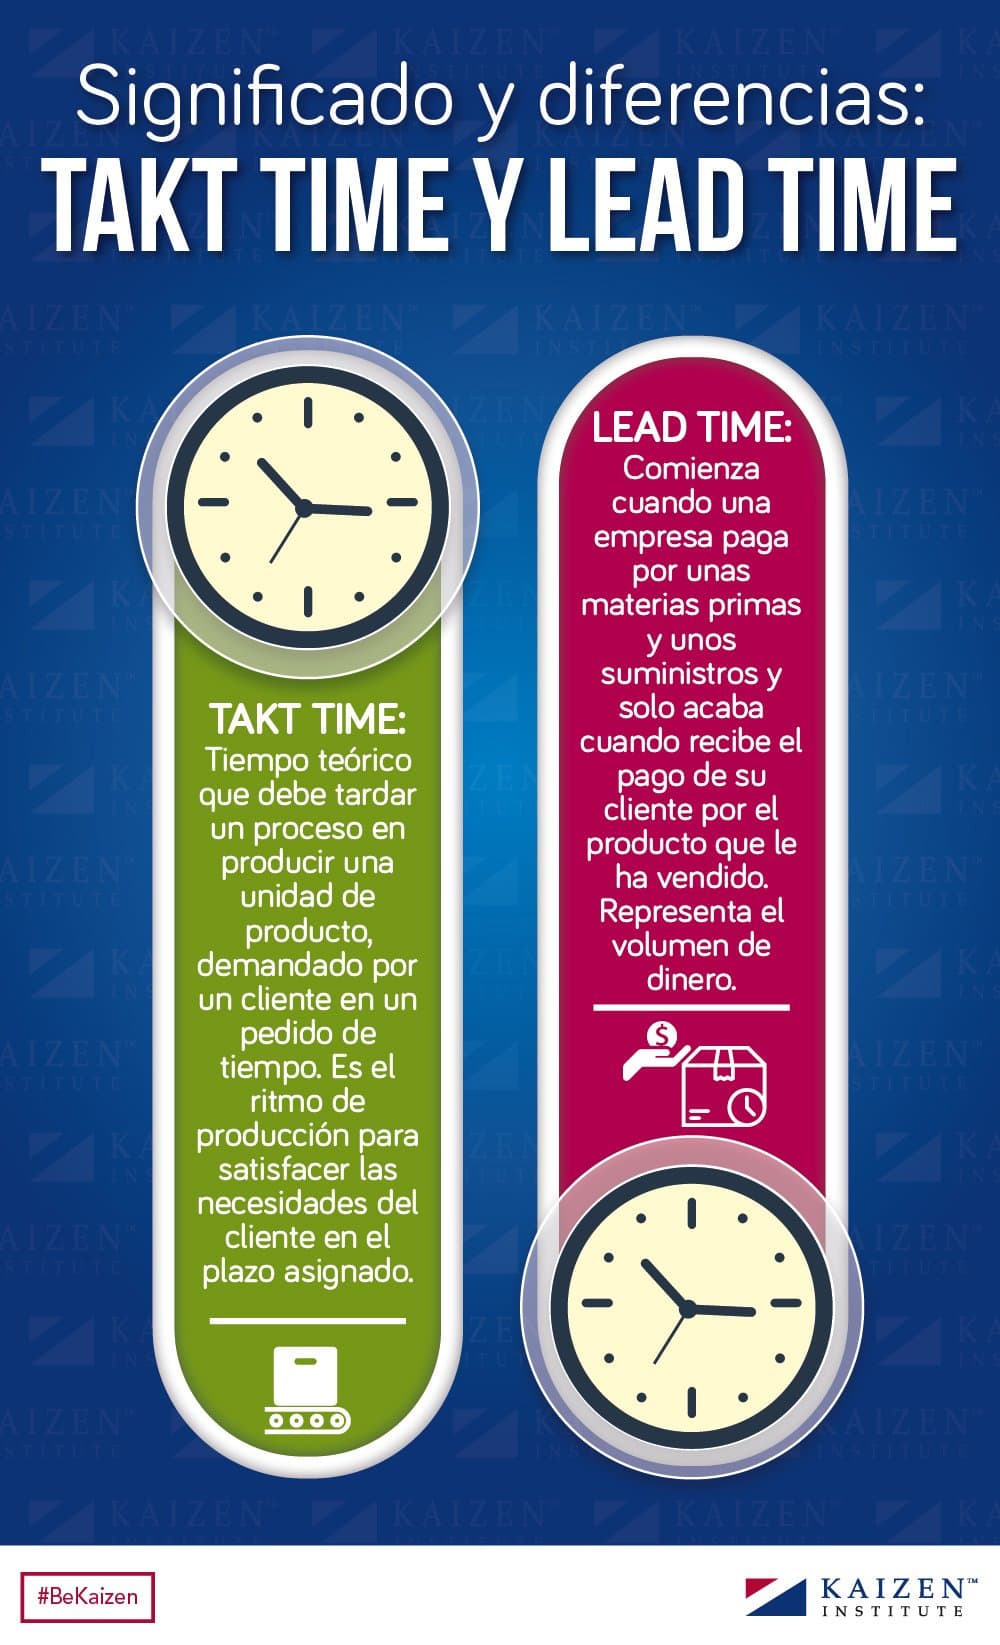 Significado y diferencias:
TAKT TIME Y LEAD TIME
TAKT TIME:
Tiempo teórico
que debe tardar
un proceso en
producir una
unidad de
producto,
demandado por
un cliente en un
pedido de
tiempo. Es el
ritmo de
producción para
satisfacer las
necesidades del
cliente en el
plazo asignado.
LEAD TIME:
Comienza
cuando una
empresa paga
por unas
materias primas
y unos
suministros y
solo acaba
cuando recibe el
pago de su
cliente por el
producto que le
ha vendido.
Representa el
volumen de
dinero.
$
#BeKaizen
KAIZEN™
INSTITUTE